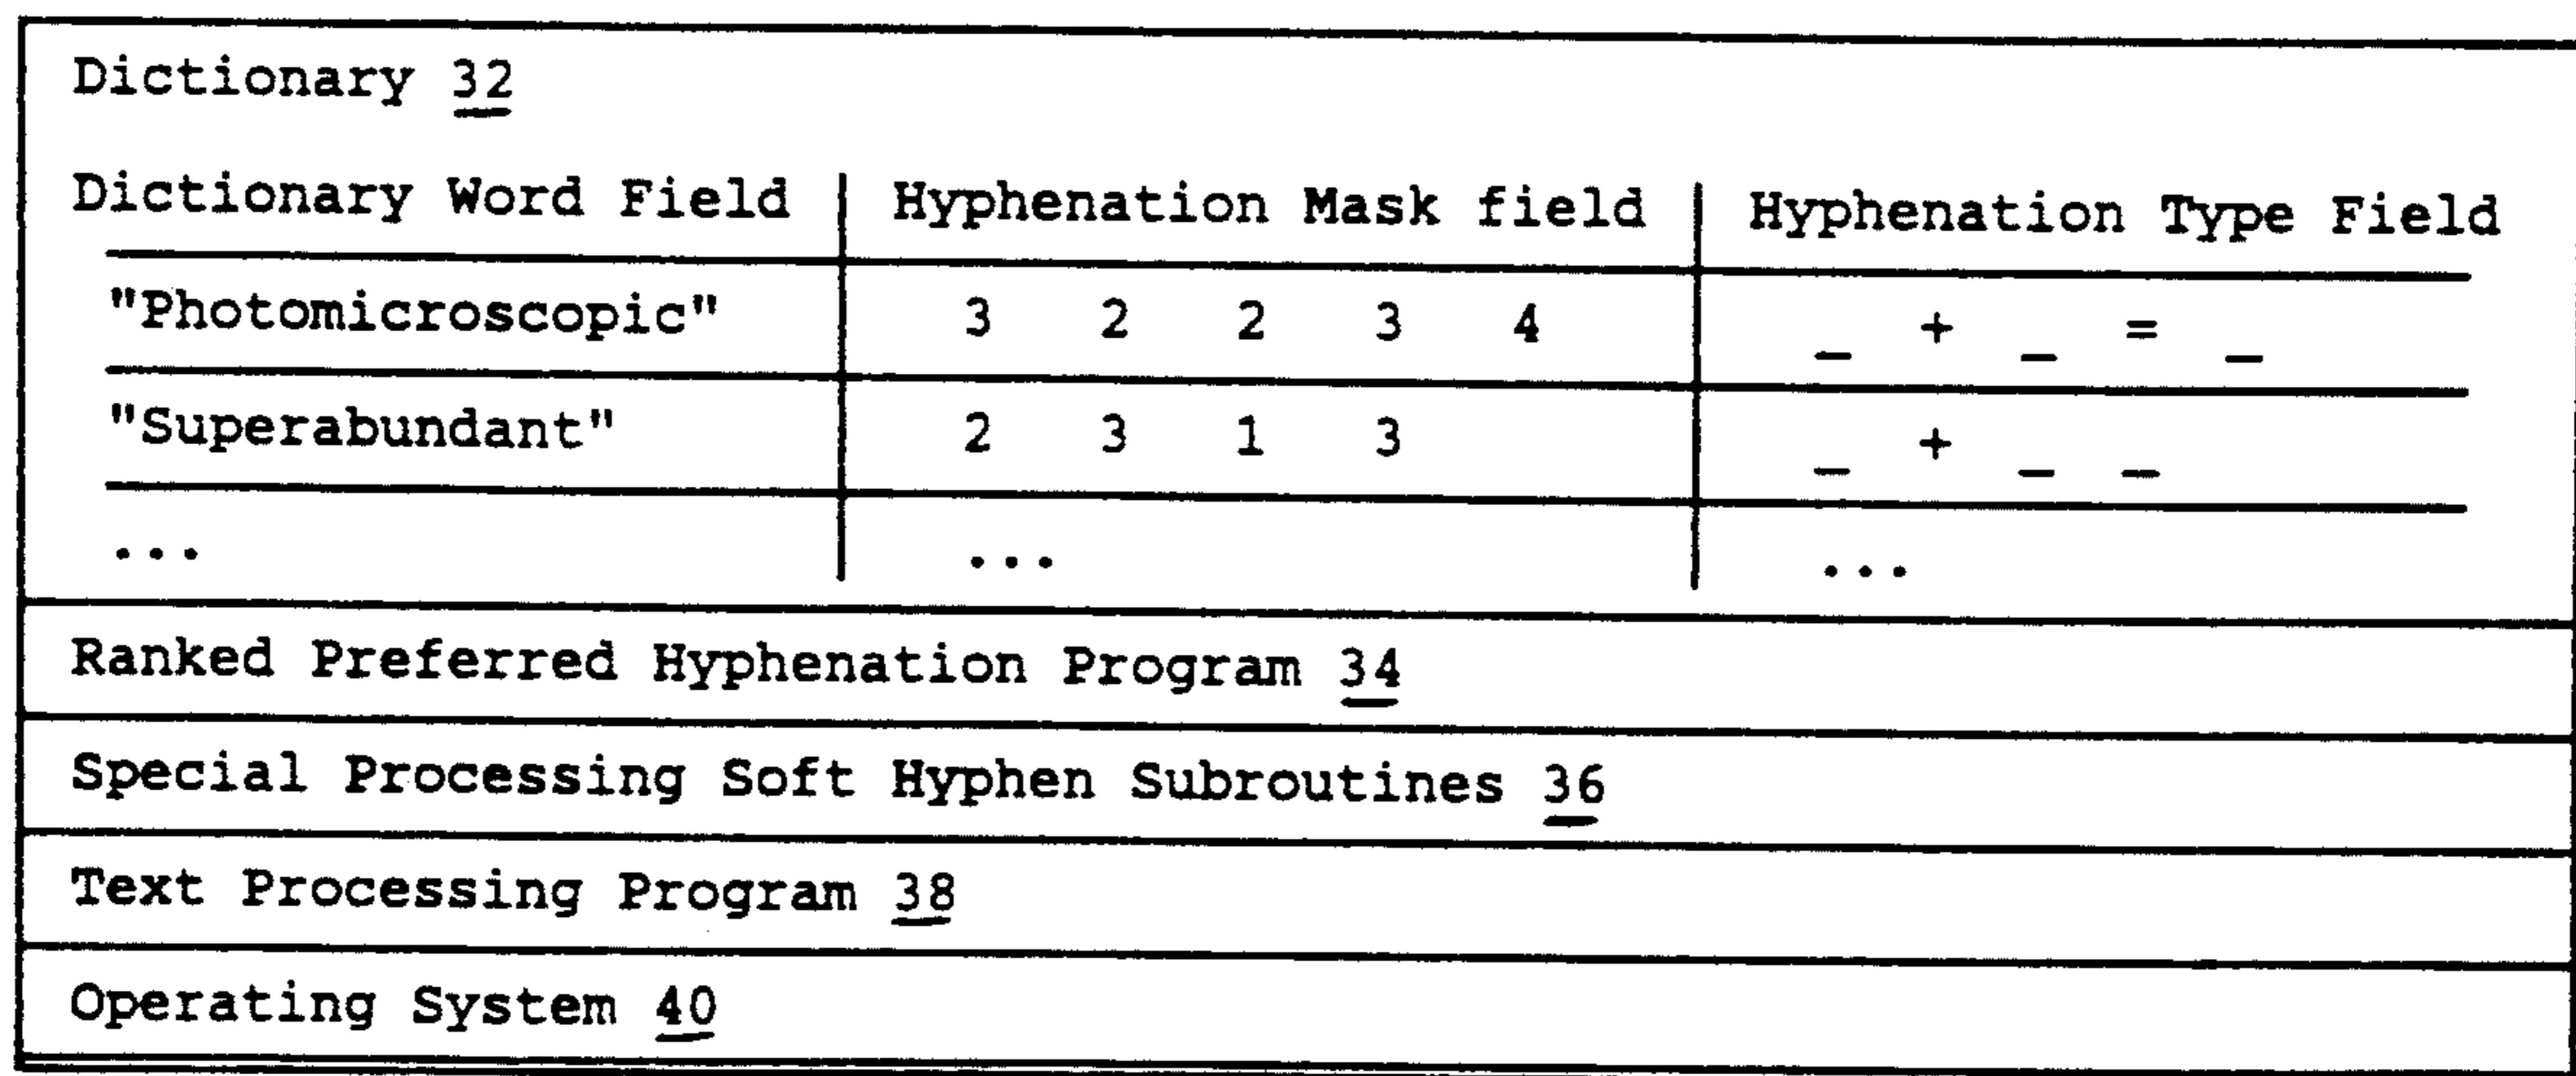 Dictionary 32
Dictionary Word Field | Hyphenation Mask field | Hyphenation Type Field
"Photomicroscopic" 3 2 2 3 4 _ + _ = _
"Superabundant" 2 3 1 3 _ + _ _
... ... ...
Ranked Preferred Hyphenation Program 34
Special Processing Soft Hyphen Subroutines 36
Text Processing Program 38
Operating System 40